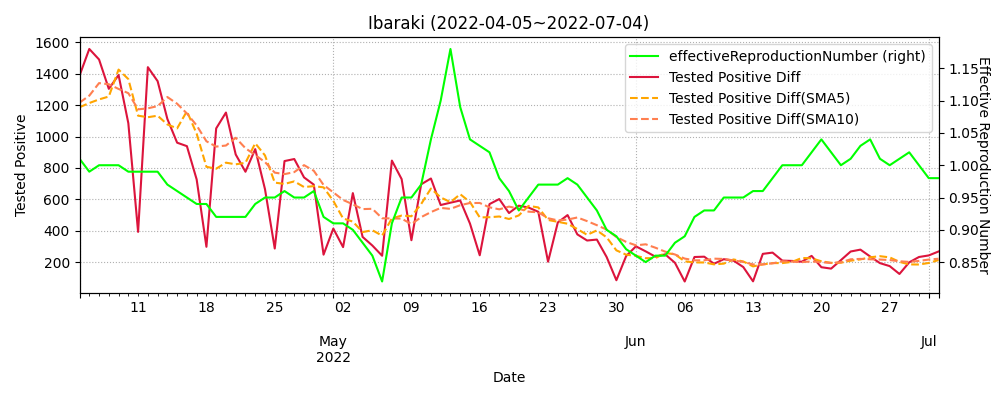 Ibaraki (2022-04-05~2022-07-04)
effectiveReproductionNumber (right)
Tested Positive Diff
Tested Positive Diff(SMA5)
Tested Positive Diff(SMA10)
Tested Positive
1600
1400
1200
1000
800
600
400
200
1.15
1.10
1.05
1.00
0.95
0.90
0.85
Effective Reproduction Number
11 18 25 02 09 16 23 30 06 13 20 27
May Jun Jul
2022
Date